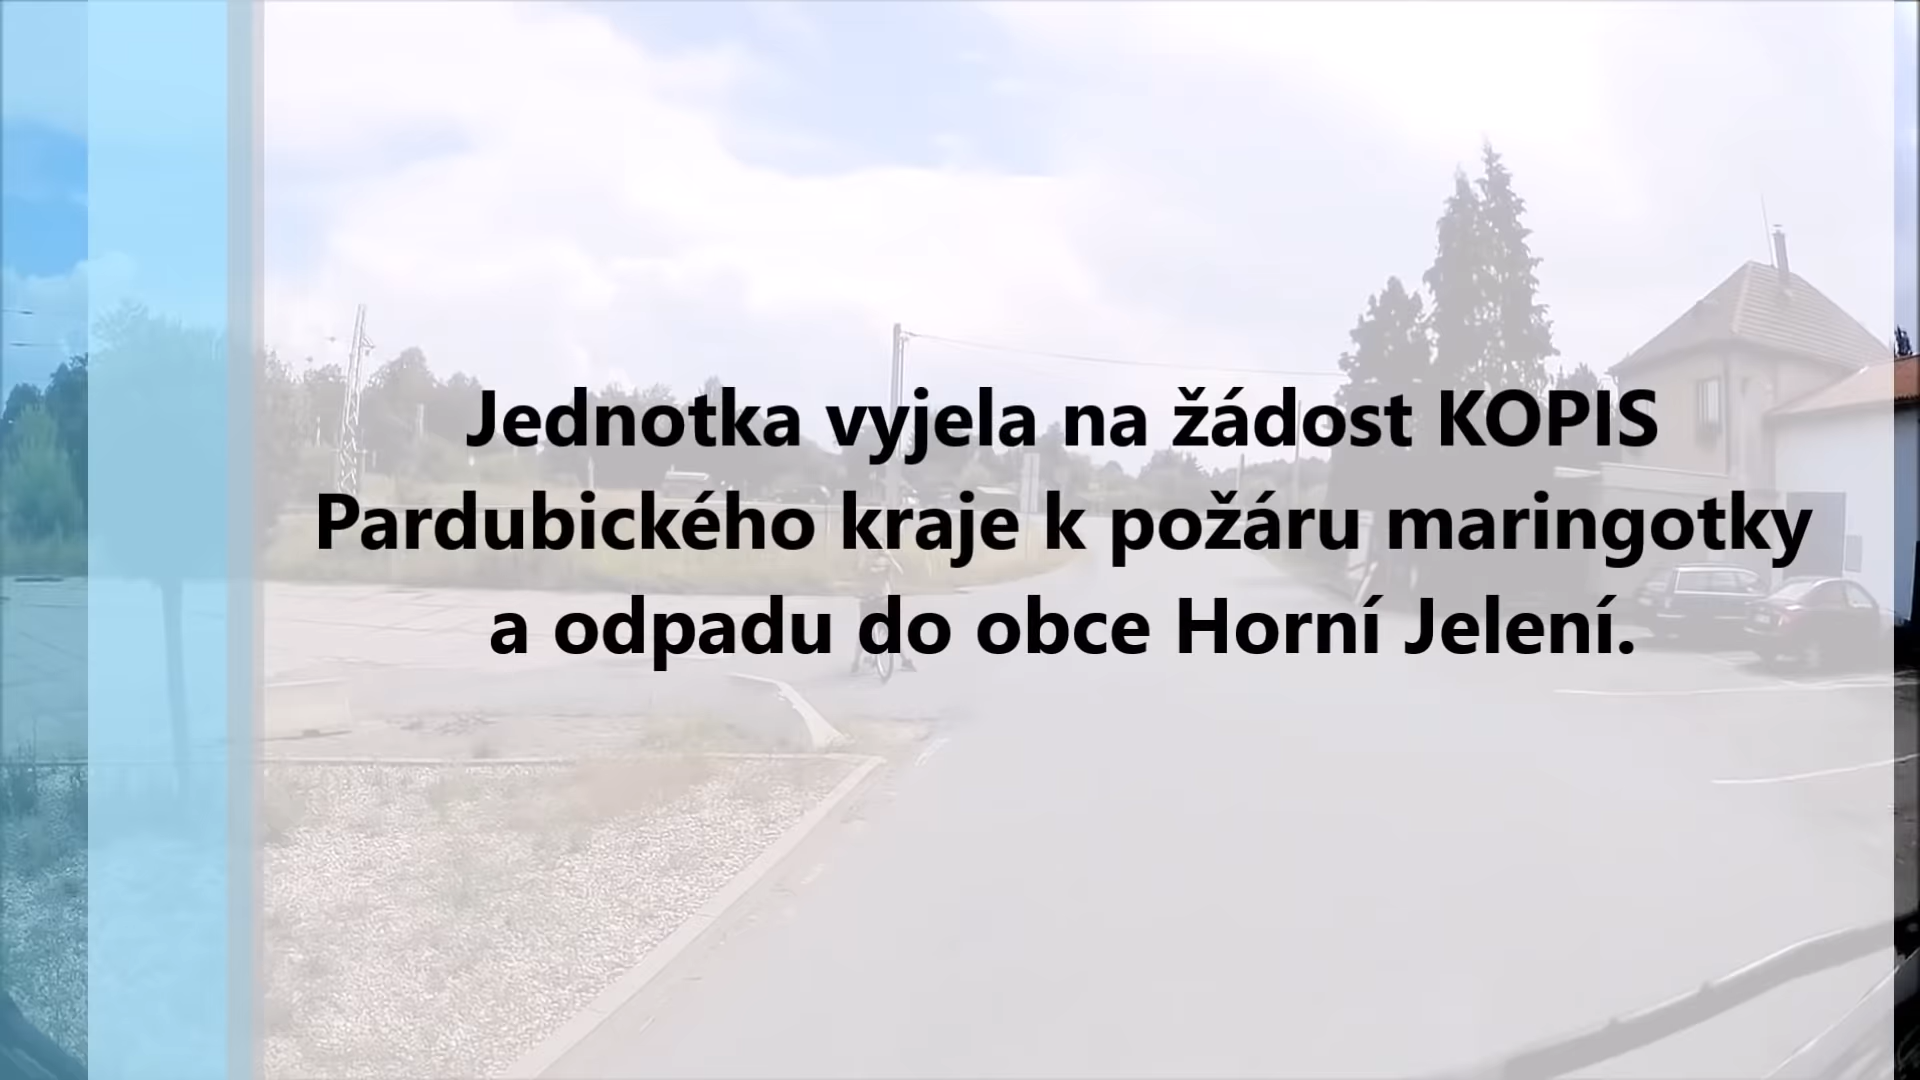 Jednotka vyjela na žádost KOPIS
Pardubického kraje k požáru maringotky
a odpadu do obce Horní Jelení.